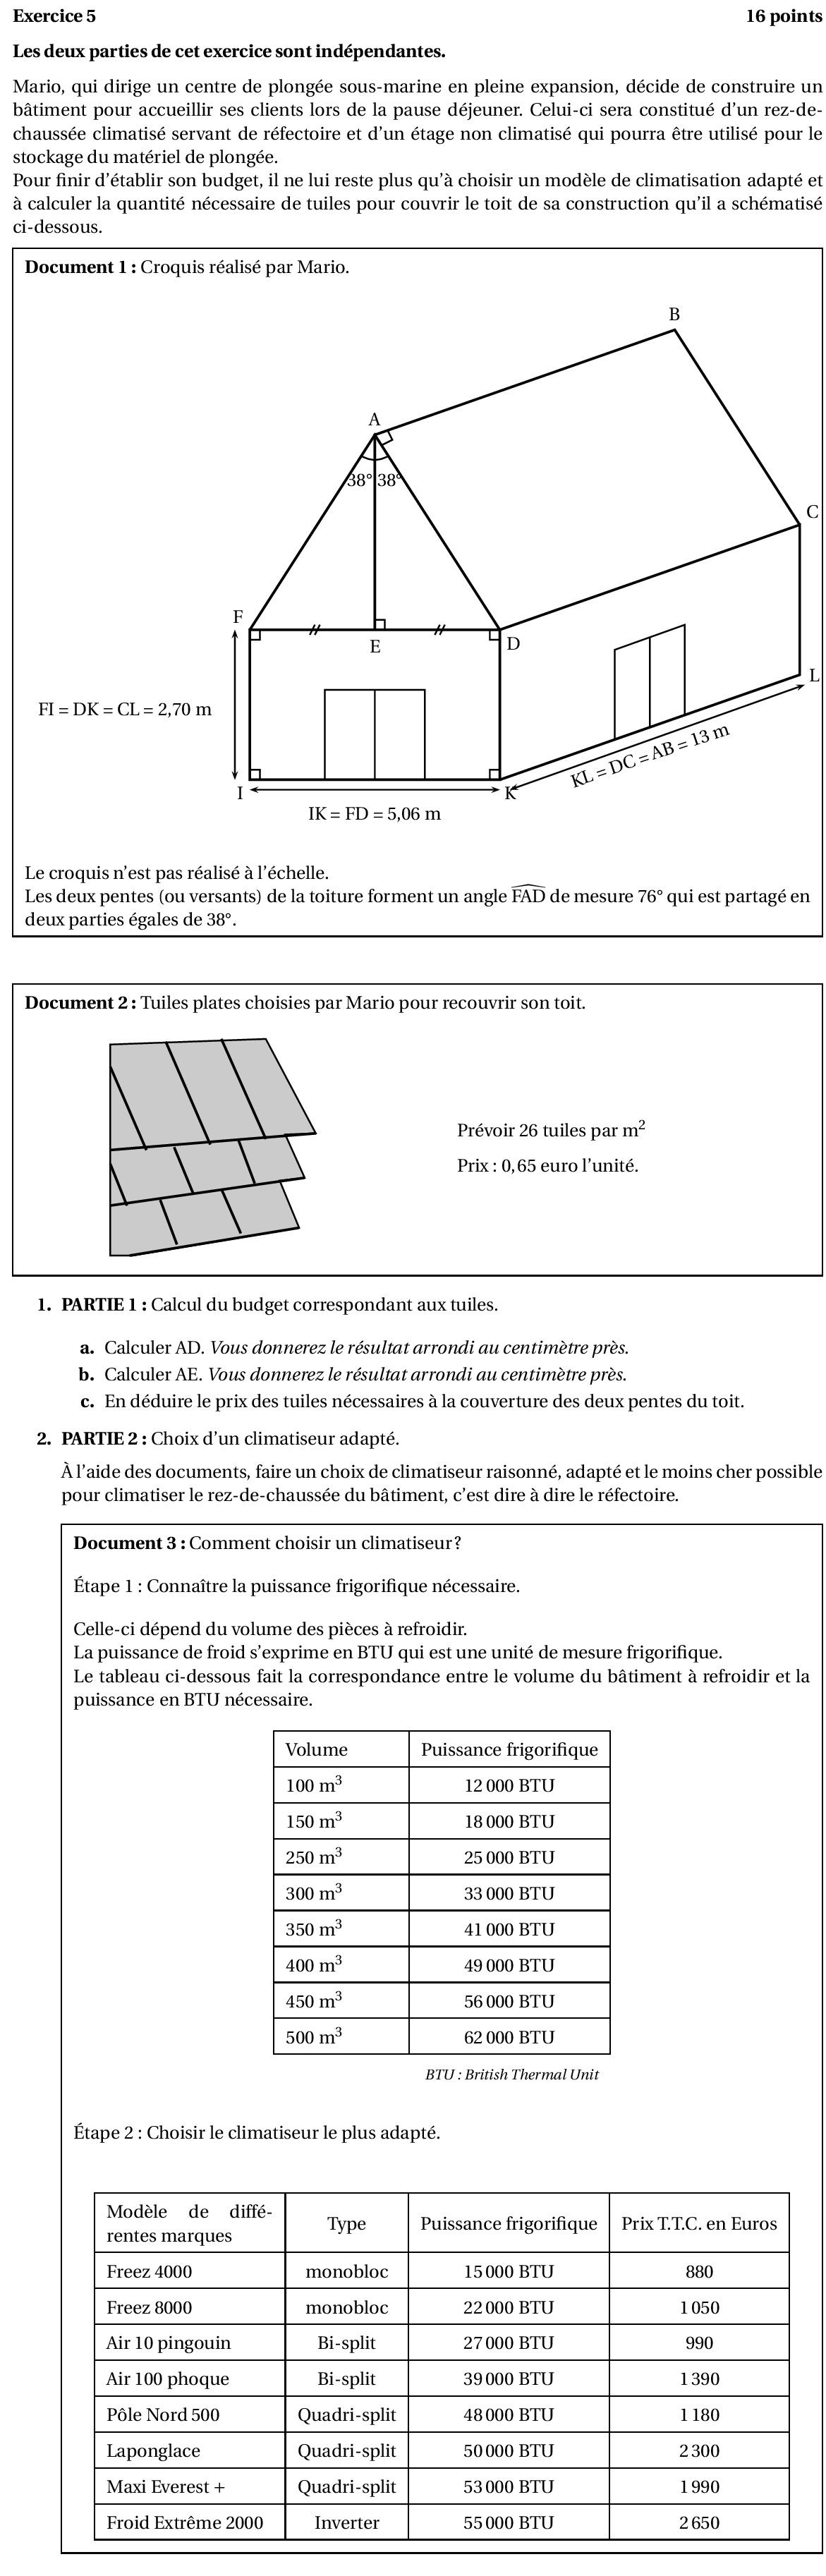 Exercice 5 16 points
Les deux parties de cet exercice sont indépendantes.
Mario, qui dirige un centre de plongée sous-marine en pleine expansion, décide de construire un
bâtiment pour accueillir ses clients lors de la pause déjeuner. Celui-ci sera constitué d'un rez-de-
chaussée climatisé servant de réfectoire et d'un étage non climatisé qui pourra être utilisé pour le
stockage du matériel de plongée.
Pour finir d'établir son budget, il ne lui reste plus qu'à choisir un modèle de climatisation adapté et
à calculer la quantité nécessaire de tuiles pour couvrir le toit de sa construction qu'il a schématisé
ci-dessous.
Document 1 : Croquis réalisé par Mario.
B
A
38° 38°
C
F
E
D
L
FI = DK = CL = 2,70 m
KL = DC = AB = 13 m
I
K
IK = FD = 5,06 m
Le croquis n'est pas réalisé à l'échelle.
Les deux pentes (ou versants) de la toiture forment un angle FAD de mesure 76° qui est partagé en
deux parties égales de 38°.
Document 2 : Tuiles plates choisies par Mario pour recouvrir son toit.
Prévoir 26 tuiles par m²
Prix : 0,65 euro l'unité.
1. PARTIE 1 : Calcul du budget correspondant aux tuiles.
a. Calculer AD. Vous donnerez le résultat arrondi au centimètre près.
b. Calculer AE. Vous donnerez le résultat arrondi au centimètre près.
c. En déduire le prix des tuiles nécessaires à la couverture des deux pentes du toit.
2. PARTIE 2 : Choix d'un climatiseur adapté.
À l'aide des documents, faire un choix de climatiseur raisonné, adapté et le moins cher possible
pour climatiser le rez-de-chaussée du bâtiment, c'est dire à dire le réfectoire.
Document 3 : Comment choisir un climatiseur ?
Étape 1 : Connaître la puissance frigorifique nécessaire.
Celle-ci dépend du volume des pièces à refroidir.
La puissance de froid s'exprime en BTU qui est une unité de mesure frigorifique.
Le tableau ci-dessous fait la correspondance entre le volume du bâtiment à refroidir et la
puissance en BTU nécessaire.
Volume Puissance frigorifique
100 m³ 12 000 BTU
150 m³ 18 000 BTU
250 m³ 25 000 BTU
300 m³ 33 000 BTU
350 m³ 41 000 BTU
400 m³ 49 000 BTU
450 m³ 56 000 BTU
500 m³ 62 000 BTU
BTU : British Thermal Unit
Étape 2 : Choisir le climatiseur le plus adapté.
Modèle de diffé-
rentes marques Type Puissance frigorifique Prix T.T.C. en Euros
Freez 4000 monobloc 15 000 BTU 880
Freez 8000 monobloc 22 000 BTU 1 050
Air 10 pingouin Bi-split 27 000 BTU 990
Air 100 phoque Bi-split 39 000 BTU 1 390
Pôle Nord 500 Quadri-split 48 000 BTU 1 180
Laponglace Quadri-split 50 000 BTU 2 300
Maxi Everest + Quadri-split 53 000 BTU 1 990
Froid Extrême 2000 Inverter 55 000 BTU 2 650